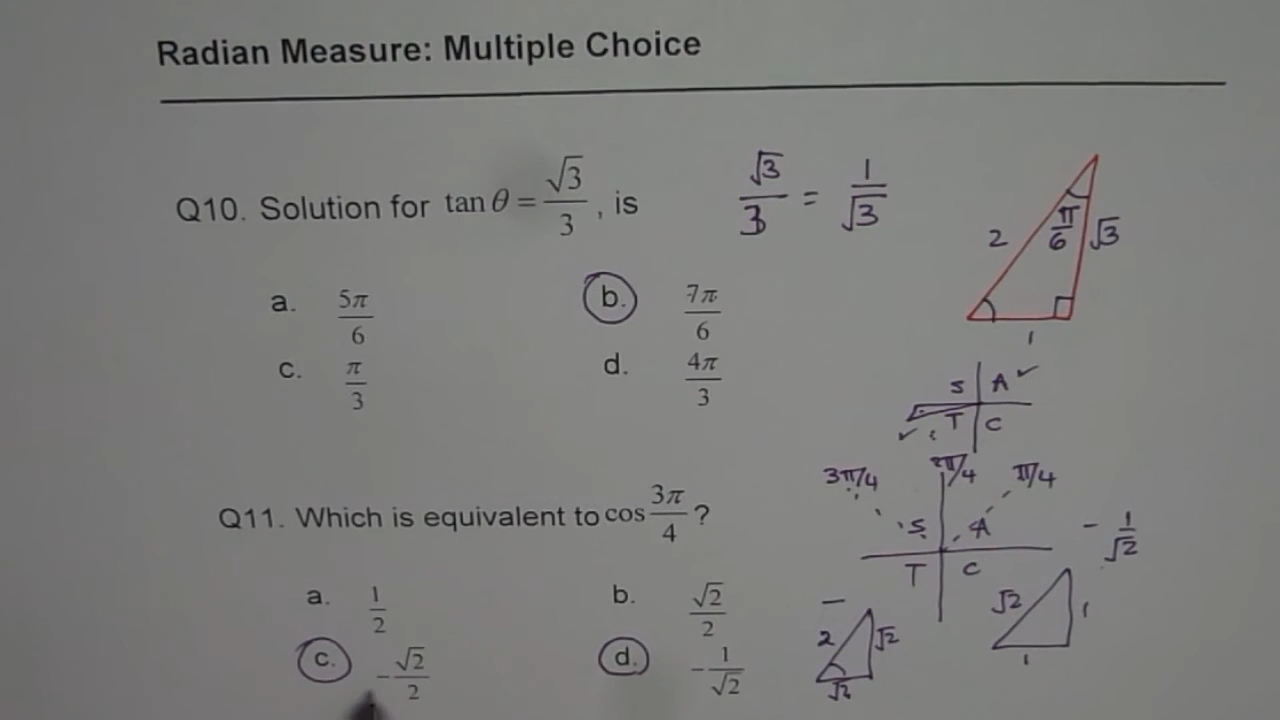 Radian Measure: Multiple Choice
Q10. Solution for tan θ = √3/3 , is
√3/3 = 1/√3
2 π/6 √3
1
a. 5π/6 b. 7π/6
c. π/3 d. 4π/3
S A ✓
✓ T C
3π/4 2π/4 π/4
Q11. Which is equivalent to cos 3π/4 ?
S A
T C
- 1/√2
a. 1/2 b. √2/2
c. -√2/2 d. -1/√2
−
2 √2
√2
√2 1
1